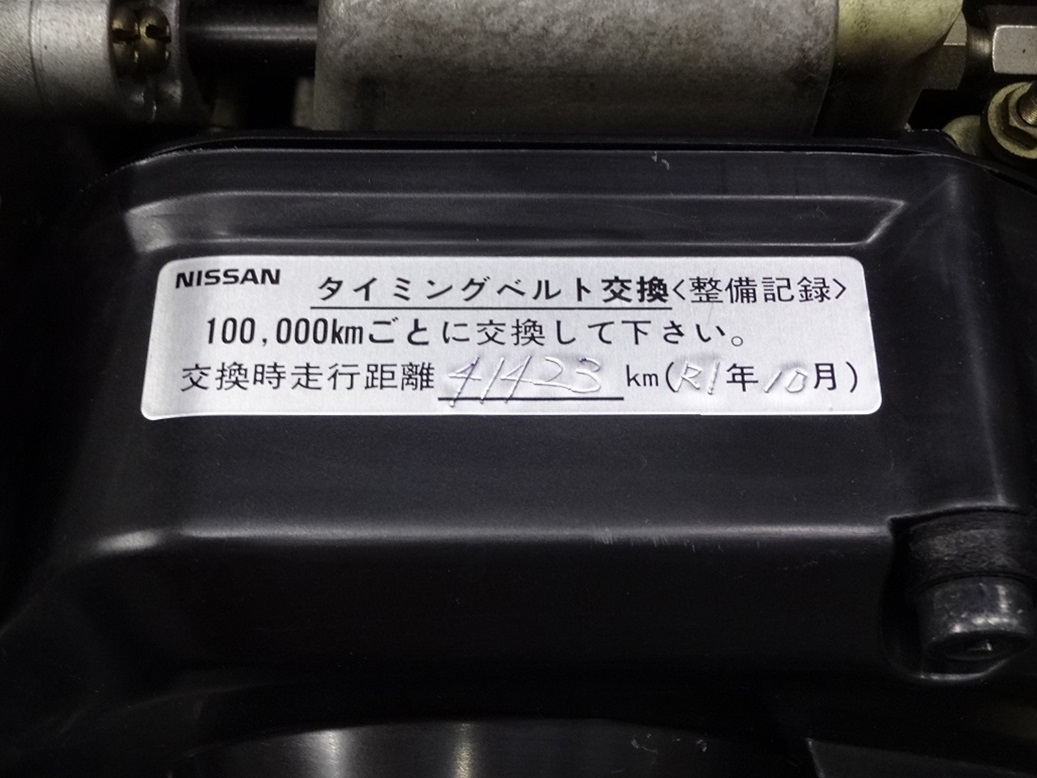 NISSAN タイミングベルト交換<整備記録>
100,000kmごとに交換して下さい。
交換時走行距離 41423 km(R1年10月)